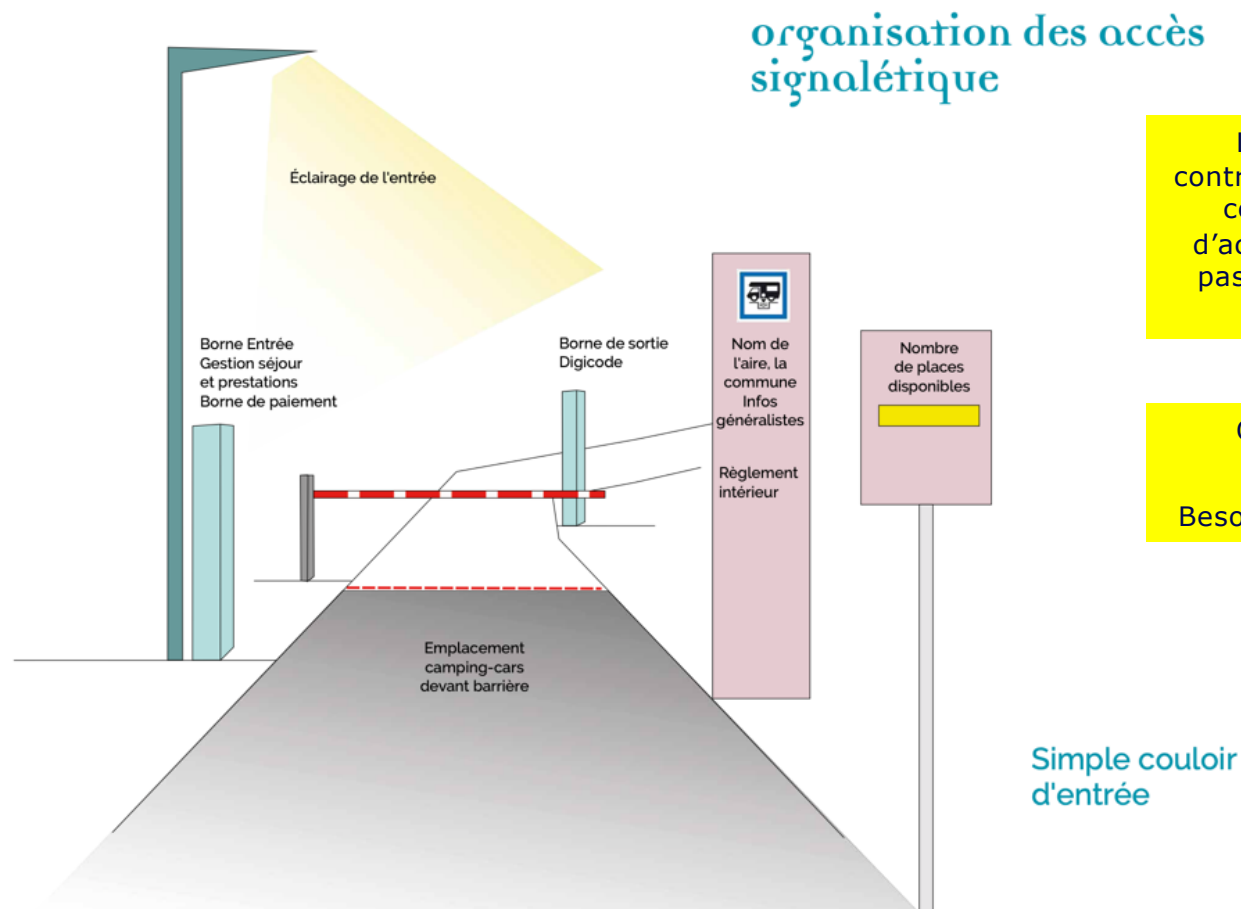 organisation des accès
signalétique
Éclairage de l'entrée
Borne Entrée
Gestion séjour
et prestations
Borne de paiement
Borne de sortie
Digicode
Nom de
l'aire, la
commune
Infos
généralistes
Règlement
intérieur
Nombre
de places
disponibles
Emplacement
camping-cars
devant barrière
Simple couloir
d'entrée